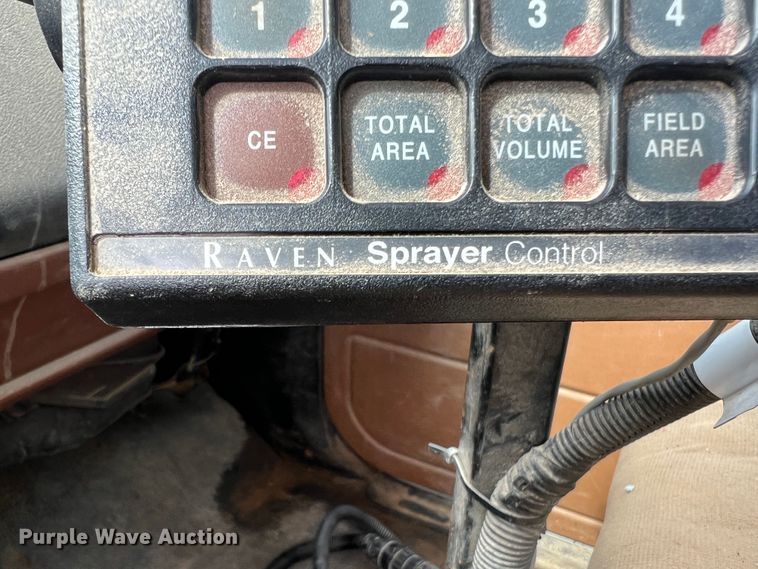 1 2 3 4
CE TOTAL AREA TOTAL VOLUME FIELD AREA
RAVEN Sprayer Control
Purple Wave Auction